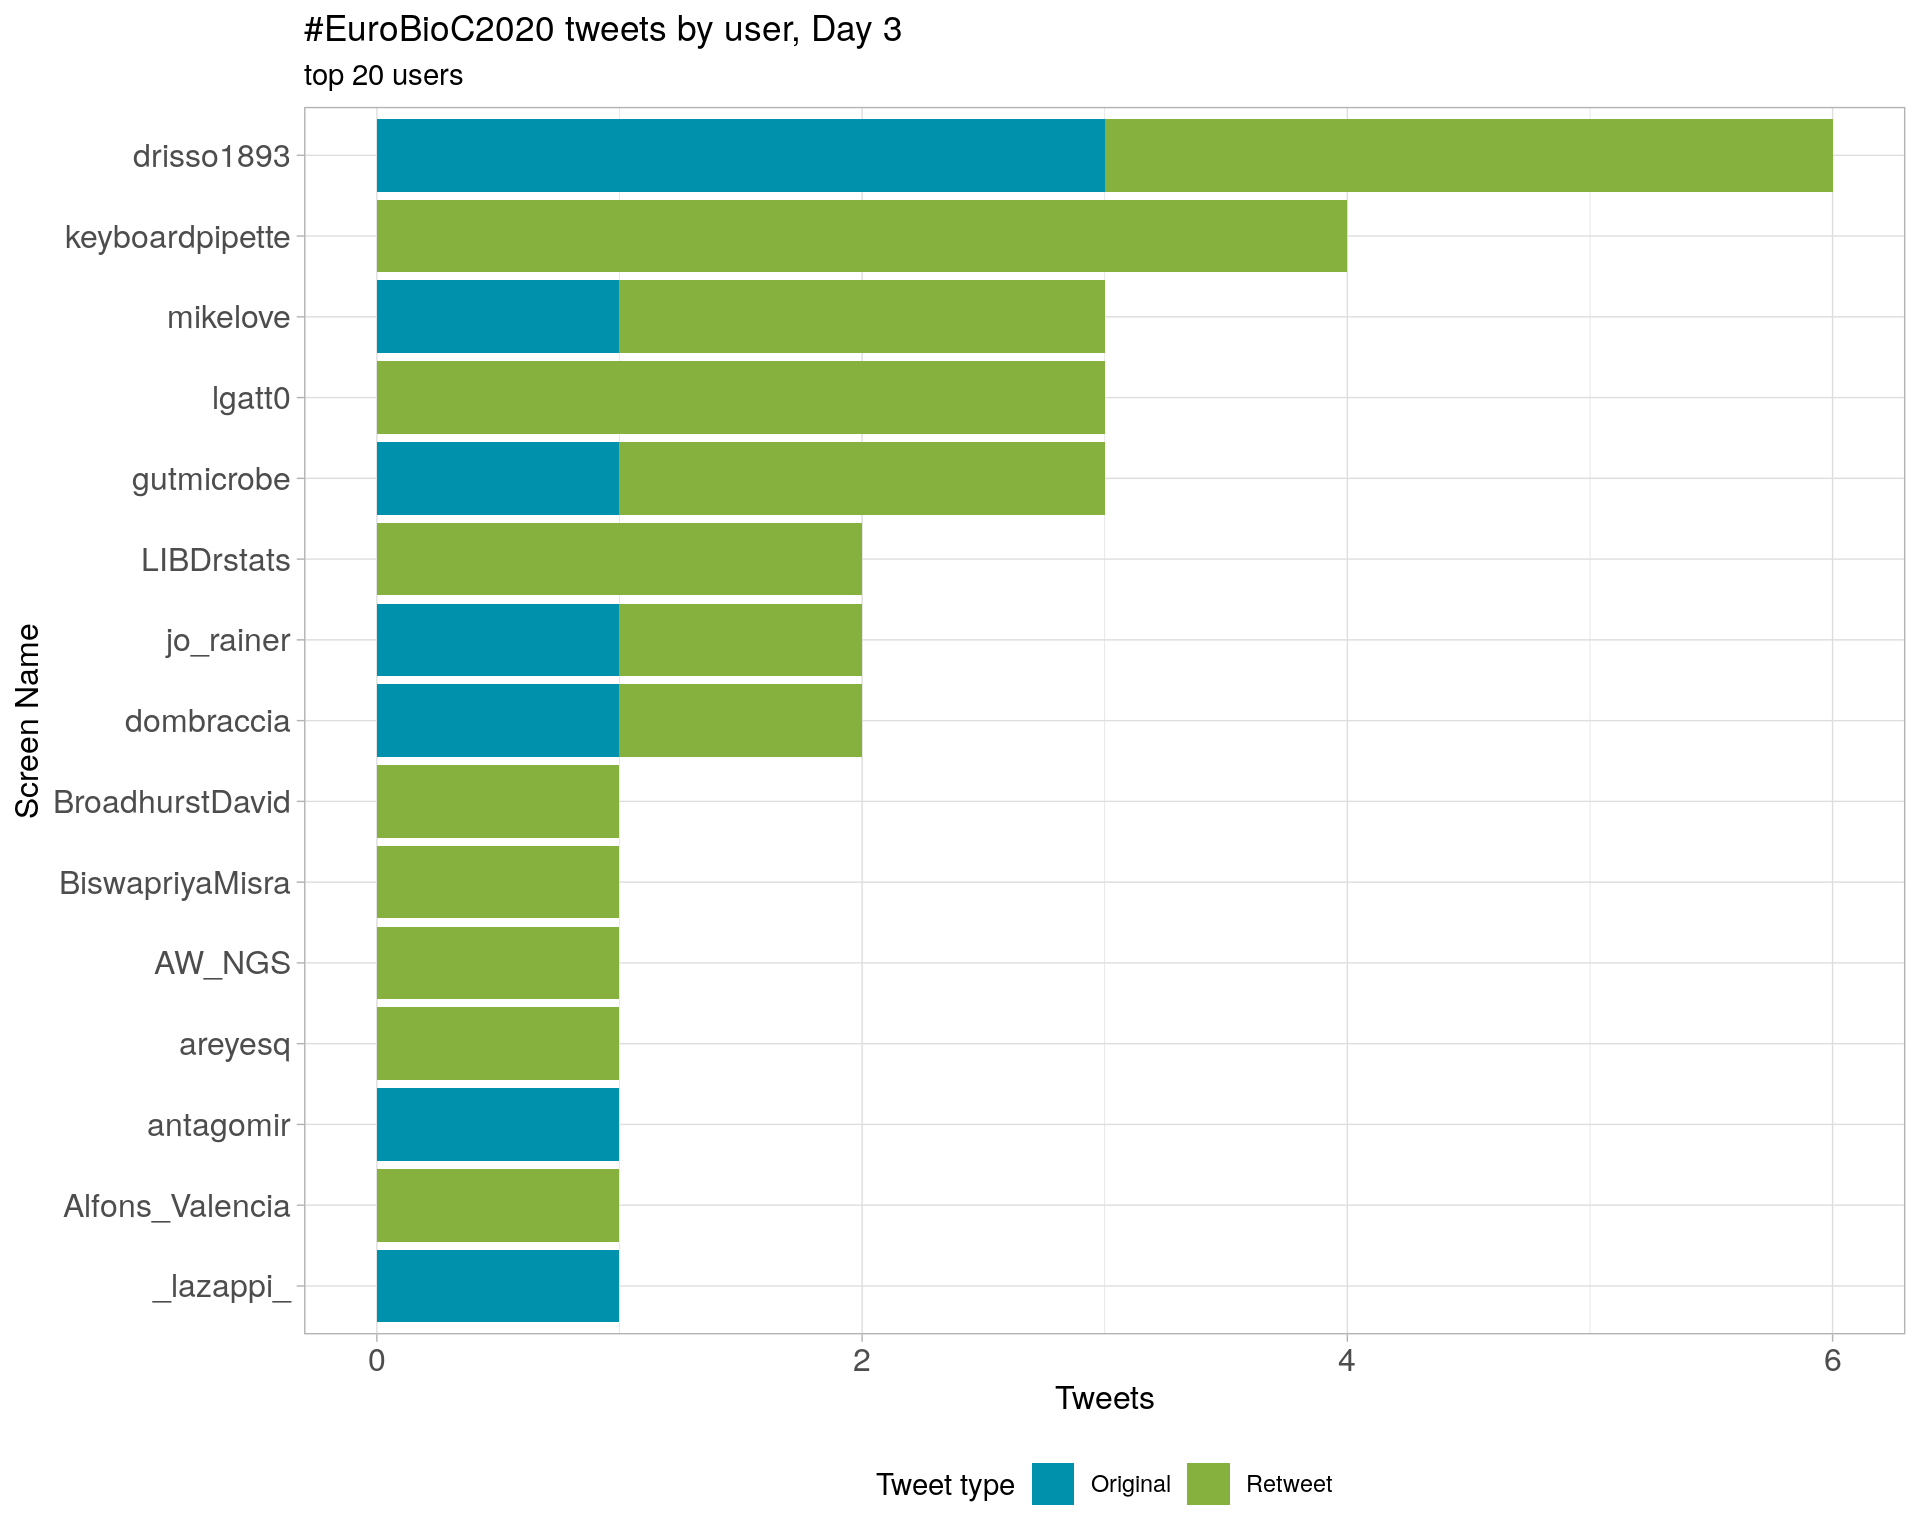 #EuroBioC2020 tweets by user, Day 3
top 20 users
Screen Name
drisso1893
keyboardpipette
mikelove
lgatt0
gutmicrobe
LIBDrstats
jo_rainer
dombraccia
BroadhurstDavid
BiswapriyaMisra
AW_NGS
areyesq
antagomir
Alfons_Valencia
_lazappi_
0 2 4 6
Tweets
Tweet type Original Retweet